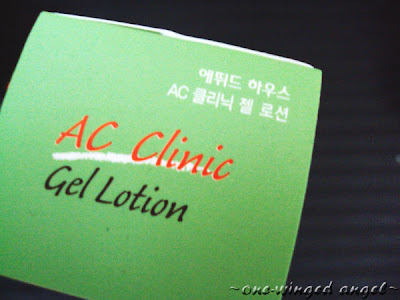 에뛰드 하우스
AC 클리닉 젤 로션
AC Clinic
Gel Lotion
~one-winged angel~